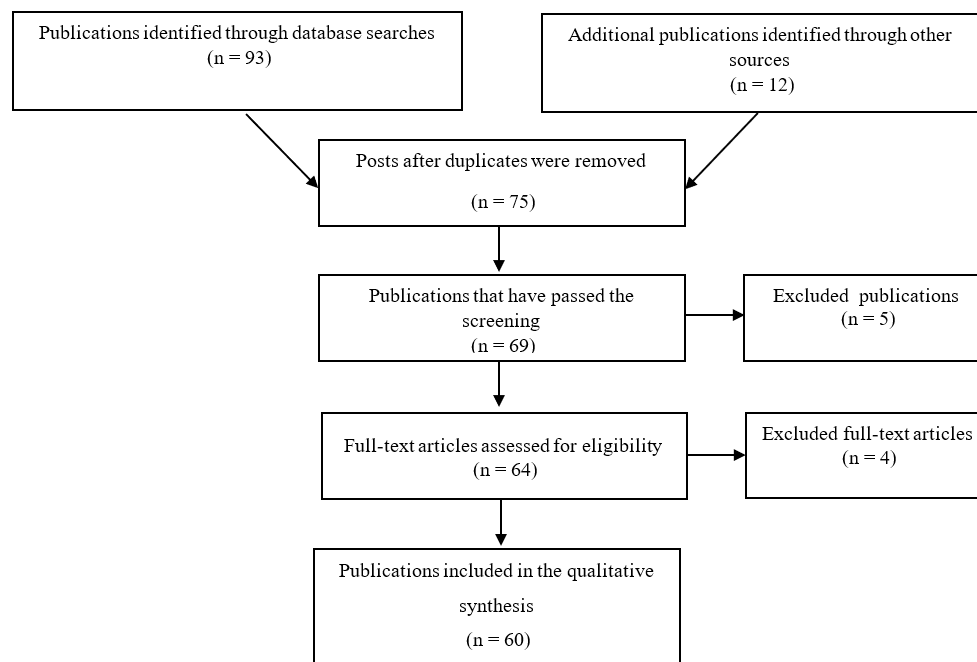 Publications identified through database searches
(n = 93)
Additional publications identified through other
sources
(n = 12)
Posts after duplicates were removed
(n = 75)
Publications that have passed the
screening
(n = 69)
Excluded publications
(n = 5)
Full-text articles assessed for eligibility
(n = 64)
Excluded full-text articles
(n = 4)
Publications included in the qualitative
synthesis
(n = 60)